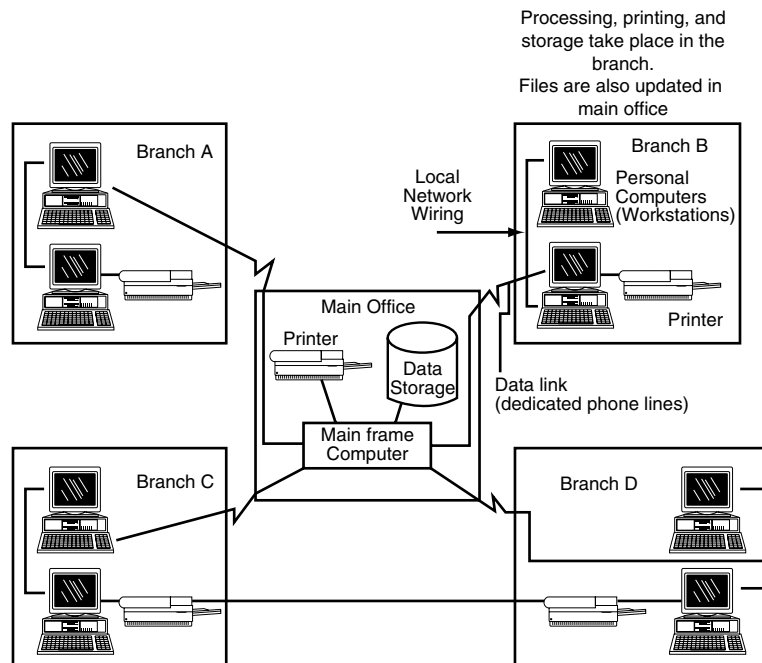 Processing, printing, and
storage take place in the
branch.
Files are also updated in
main office
Branch A
Branch B
Local
Network
Wiring
Personal
Computers
(Workstations)
Main Office
Printer
Printer
Data
Storage
Data link
(dedicated phone lines)
Main frame
Computer
Branch C
Branch D